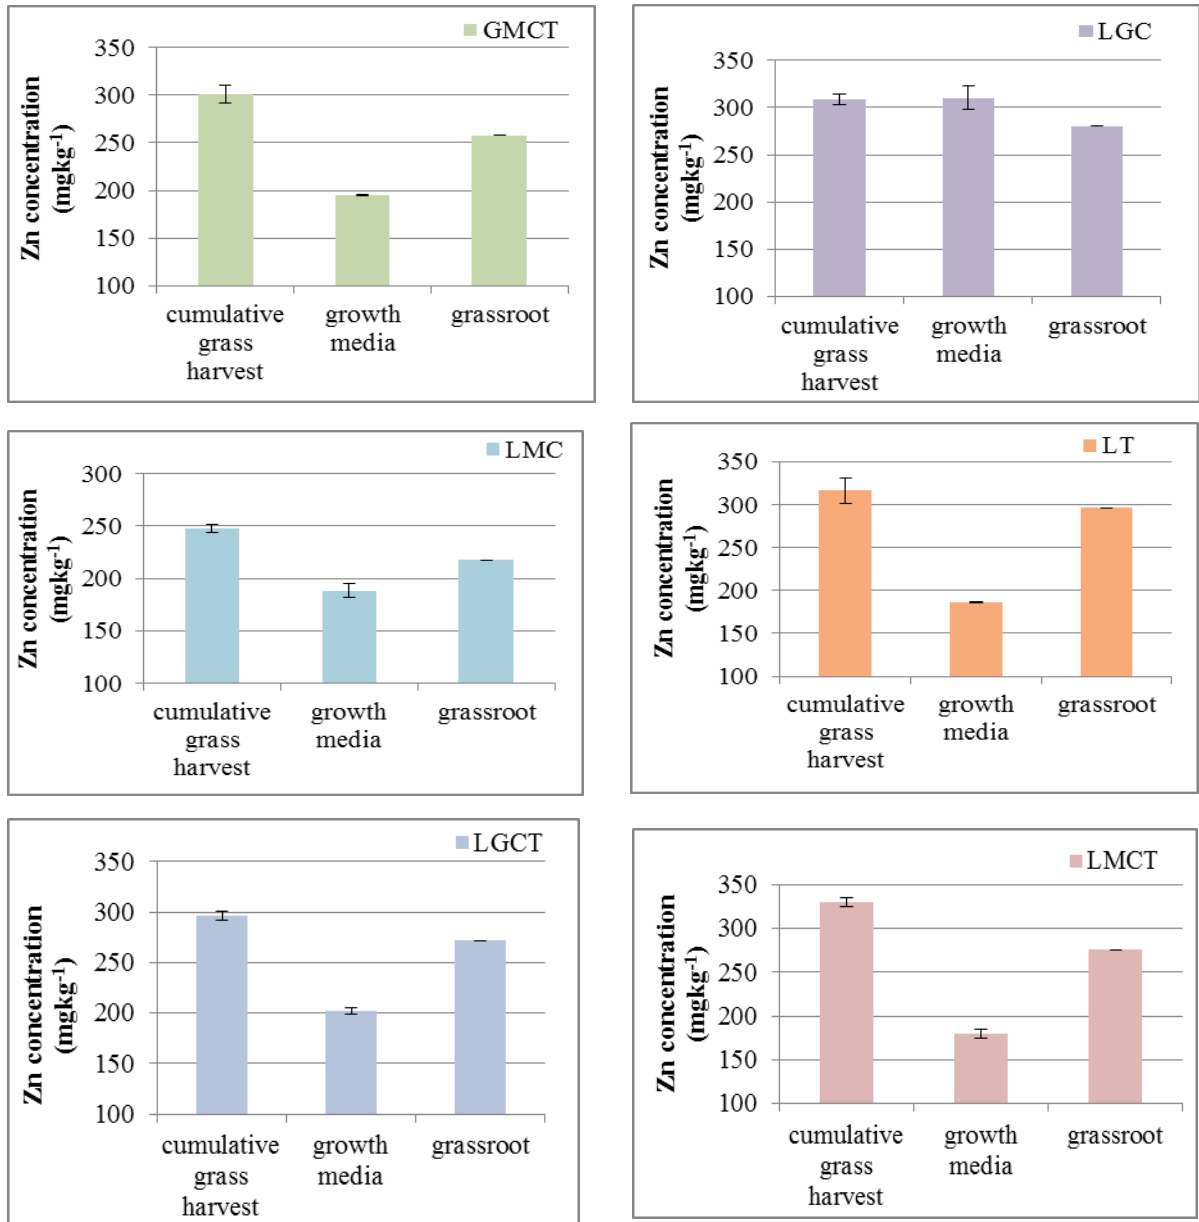 GMCT
Zn concentration
(mgkg-1)
350
300
250
200
150
100
cumulative
grass
harvest
growth
media
grassroot
LGC
Zn concentration
(mgkg-1)
350
300
250
200
150
100
cumulative
grass
harvest
growth
media
grassroot
LMC
Zn concentration
(mgkg-1)
300
250
200
150
100
cumulative
grass
harvest
growth
media
grassroot
LT
Zn concentration
(mgkg-1)
350
300
250
200
150
100
cumulative
grass
harvest
growth
media
grassroot
LGCT
Zn concentration
(mgkg-1)
350
300
250
200
150
100
cumulative
grass
harvest
growth
media
grassroot
LMCT
Zn concentration
(mgkg-1)
350
300
250
200
150
100
cumulative
grass
harvest
growth
media
grassroot